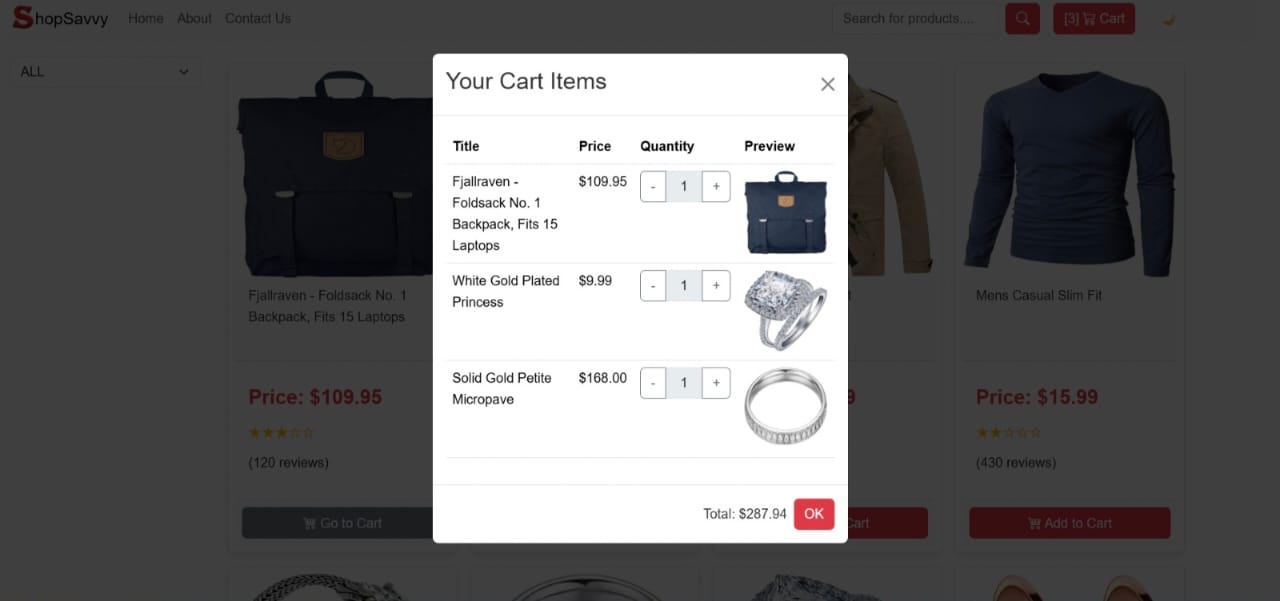 ShopSavvy Home About Contact Us Search for products.... [3] Cart
ALL
Your Cart Items
Title Price Quantity Preview
Fjallraven - $109.95 - 1 +
Foldsack No. 1
Backpack, Fits 15
Laptops
White Gold Plated $9.99 - 1 +
Princess
Solid Gold Petite $168.00 - 1 +
Micropave
Total: $287.94 OK
Fjallraven - Foldsack No. 1
Backpack, Fits 15 Laptops
Price: $109.95
(120 reviews)
Go to Cart
t
9
Cart
Mens Casual Slim Fit
Price: $15.99
(430 reviews)
Add to Cart